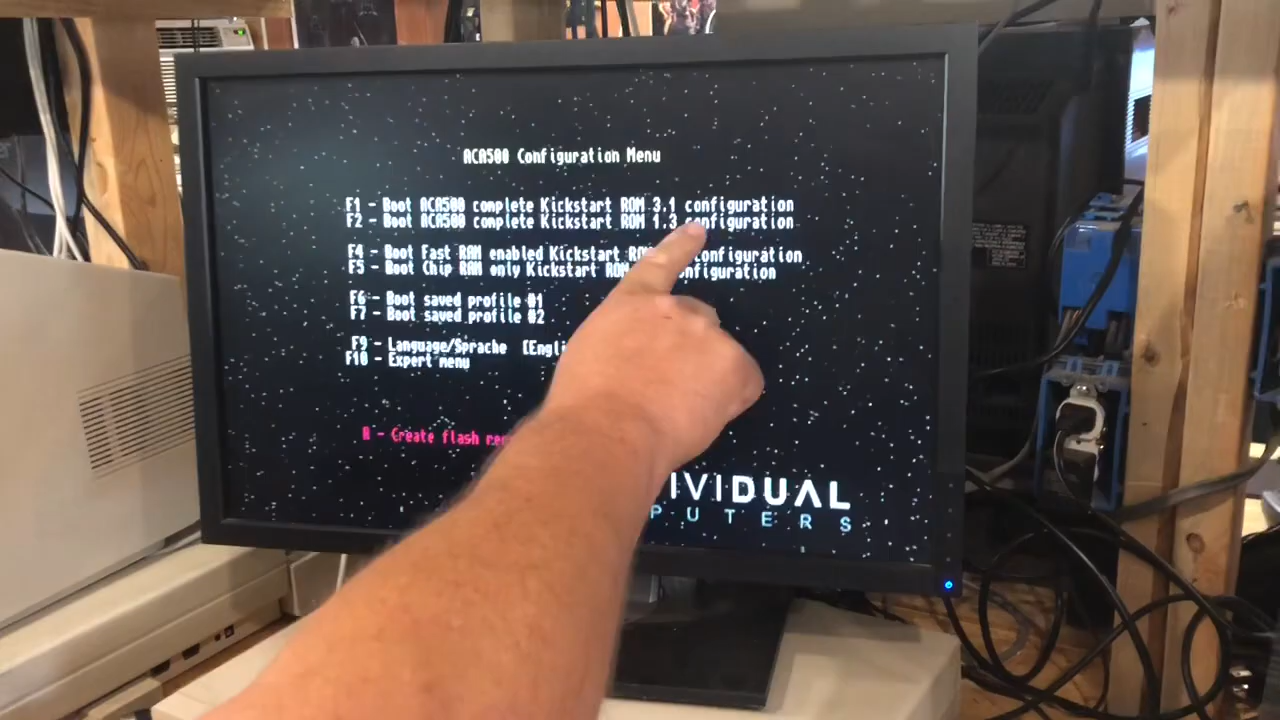 ACA500 Configuration Menu
F1 - Boot ACA500 complete Kickstart ROM 3.1 configuration
F2 - Boot ACA500 complete Kickstart ROM 1.3 configuration
F4 - Boot Fast RAM enabled Kickstart configuration
F5 - Boot Chip RAM only Kickstart ROM
F6 - Boot saved profile #1
F7 - Boot saved profile #2
F9 - Language/Sprache [Engli
F10 - Expert menu
- Create flash
IVIDUAL
PUTERS